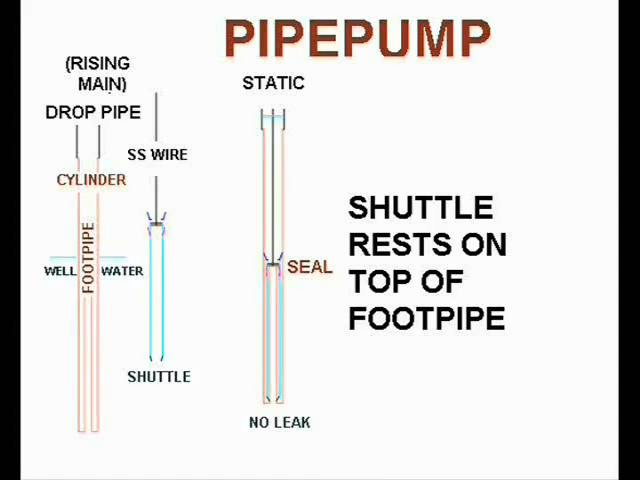 PIPEPUMP
(RISING
MAIN)
DROP PIPE
SS WIRE
CYLINDER
FOOTPIPE
WELL
WATER
SHUTTLE
STATIC
SEAL
NO LEAK
SHUTTLE
RESTS ON
TOP OF
FOOTPIPE